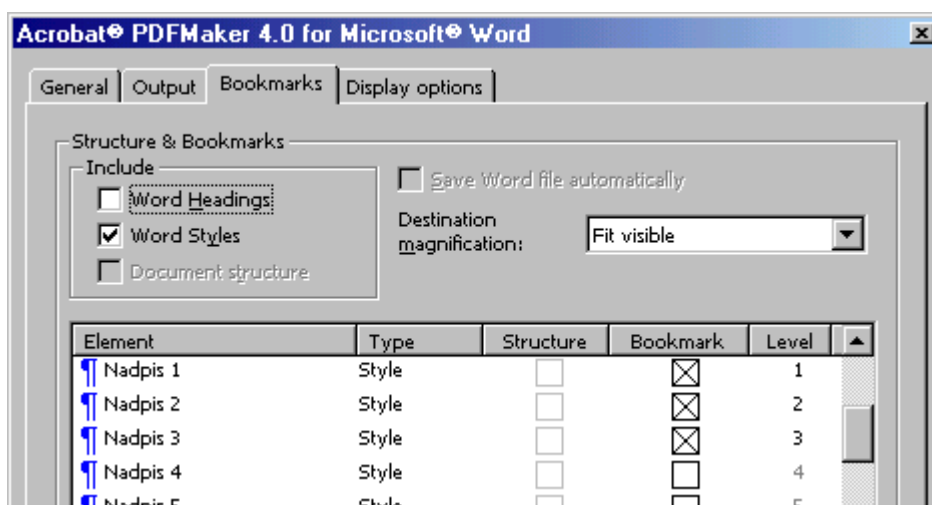 Acrobat® PDFMaker 4.0 for Microsoft® Word
General Output Bookmarks Display options
Structure & Bookmarks
Include
Word Headings
Word Styles
Document structure
Save Word file automatically
Destination
magnification:
Fit visible
Element Type Structure Bookmark Level
¶ Nadpis 1 Style 1
¶ Nadpis 2 Style 2
¶ Nadpis 3 Style 3
¶ Nadpis 4 Style 4